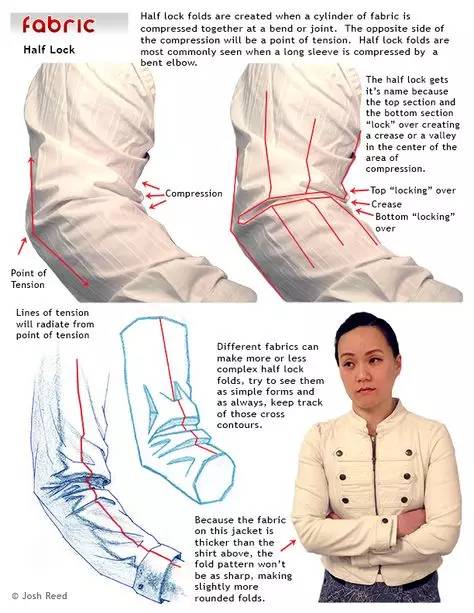 fabric
Half Lock
Half lock folds are created when a cylinder of fabric is
compressed together at a bend or joint.  The opposite side of
the compression will be a point of tension.  Half lock folds are
most commonly seen when a long sleeve is compressed by a
bent elbow.
The half lock gets
it's name because
the top section and
the bottom section
"lock" over creating
a crease or a valley
in the center of the
area of
compression.
Compression
Top "locking" over
Crease
Bottom "locking"
over
Point of
Tension
Lines of tension
will radiate from
point of tension
Different fabrics can
make more or less
complex half lock
folds, try to see them
as simple forms and
as always, keep track
of those cross
contours.
Because the fabric
on this jacket is
thicker than the
shirt above, the
fold pattern won't
be as sharp, making
slightly more
rounded folds.
© Josh Reed